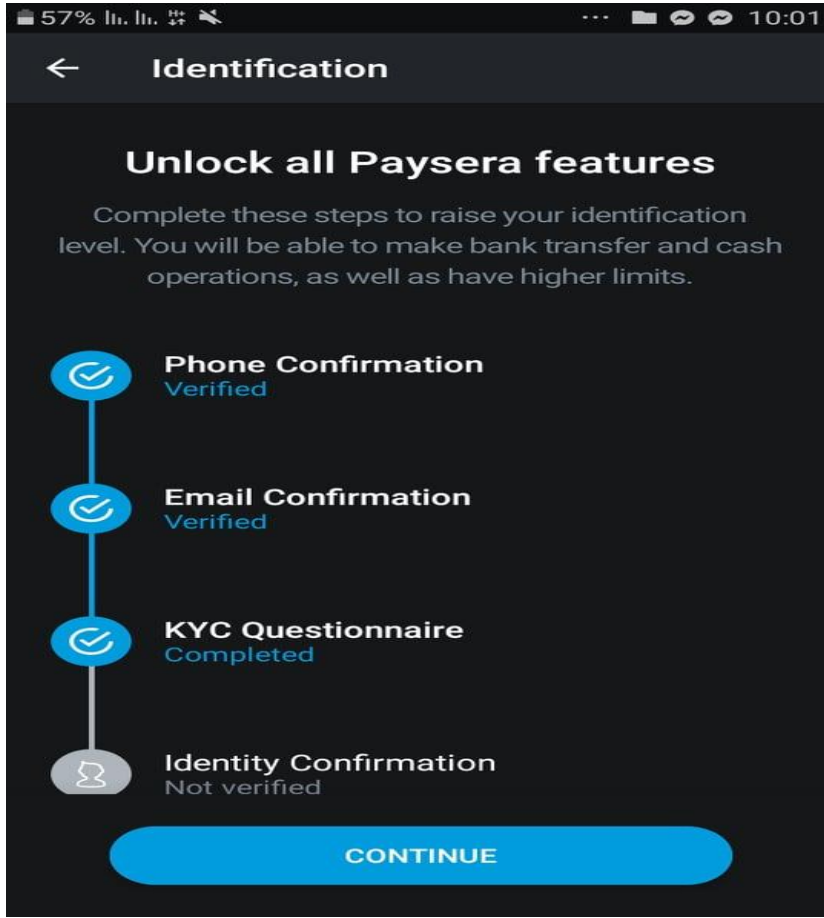 57% 10:01
Identification
Unlock all Paysera features
Complete these steps to raise your identification
level. You will be able to make bank transfer and cash
operations, as well as have higher limits.
Phone Confirmation
Verified
Email Confirmation
Verified
KYC Questionnaire
Completed
Identity Confirmation
Not verified
CONTINUE